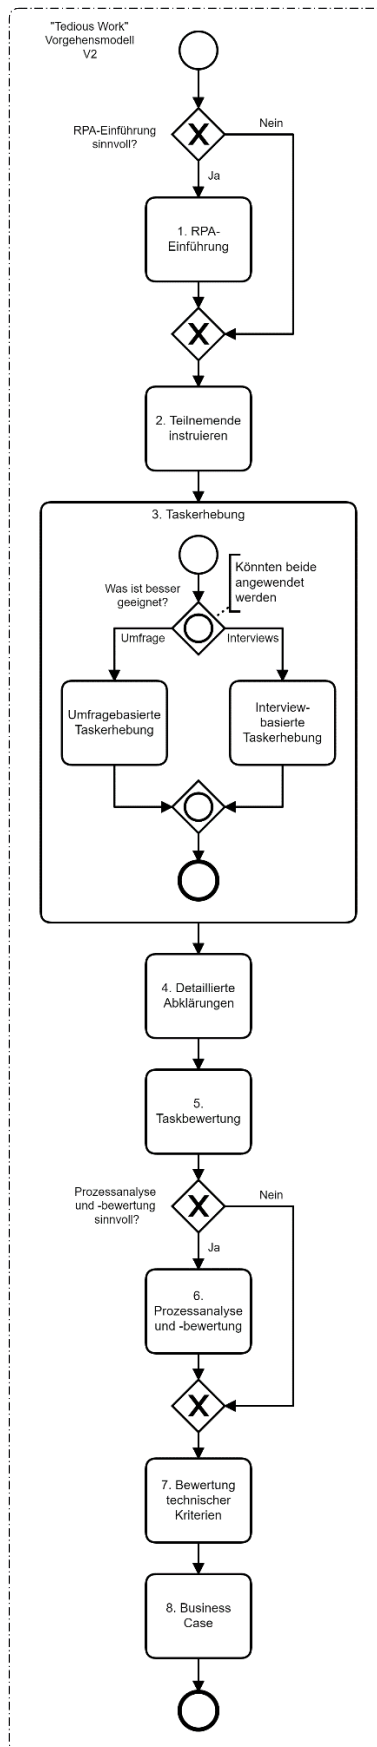 "Tedious Work"
Vorgehensmodell
V2
RPA-Einführung
sinnvoll?
Nein
Ja
1. RPA-
Einführung
2. Teilnemende
instruieren
3. Taskerhebung
Könnten beide
angewendet
werden
Was ist besser
geeignet?
Umfrage
Interviews
Umfragebasierte
Taskerhebung
Interview-
basierte
Taskerhebung
4. Detaillierte
Abklärungen
5.
Taskbewertung
Prozessanalyse
und -bewertung
sinnvoll?
Nein
Ja
6.
Prozessanalyse
und -bewertung
7. Bewertung
technischer
Kriterien
8. Business
Case